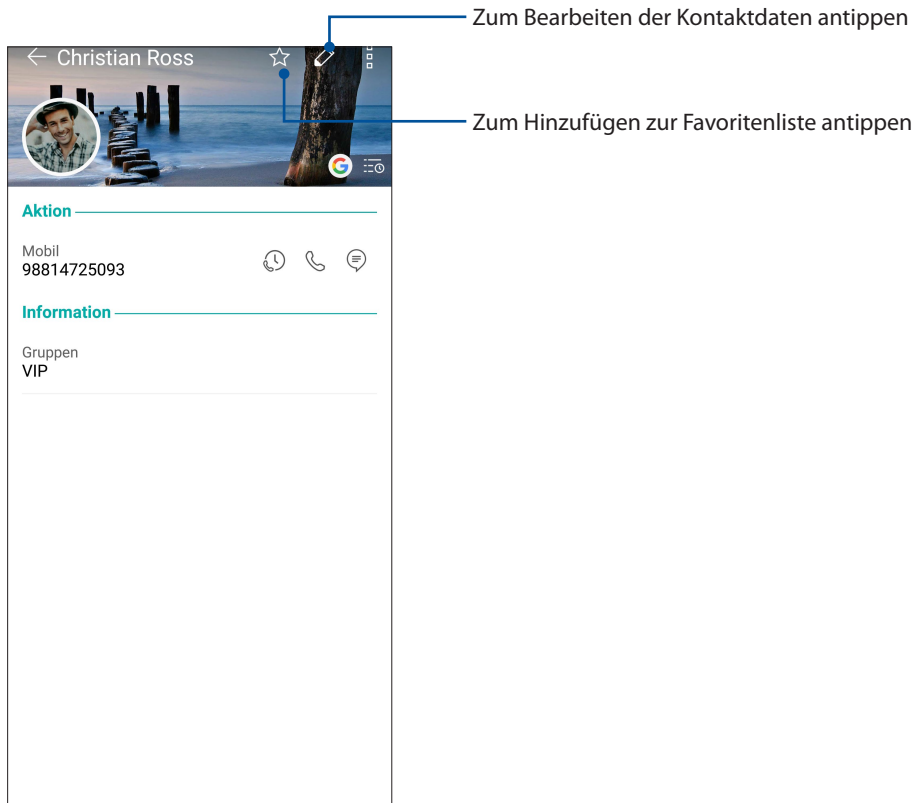 Zum Bearbeiten der Kontaktdaten antippen
Christian Ross
Zum Hinzufügen zur Favoritenliste antippen
Aktion
Mobil
98814725093
Information
Gruppen
VIP